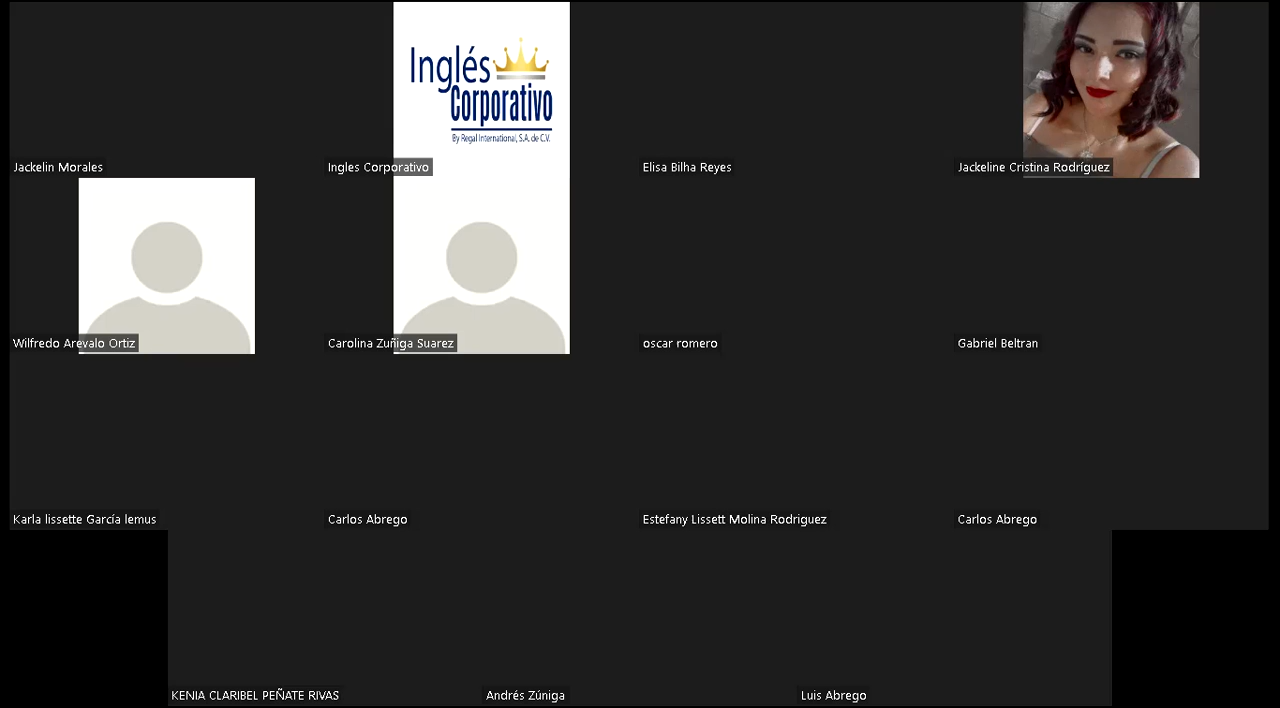 Inglés
Corporativo
By Regal International, S.A. de C.V.
Jackelin Morales
Ingles Corporativo
Elisa Bilha Reyes
Jackeline Cristina Rodríguez
Wilfredo Arevalo Ortiz
Carolina Zuñiga Suarez
oscar romero
Gabriel Beltran
Karla lissette García lemus
Carlos Abrego
Estefany Lissett Molina Rodriguez
Carlos Abrego
KENIA CLARIBEL PEÑATE RIVAS
Andrés Zúniga
Luis Abrego